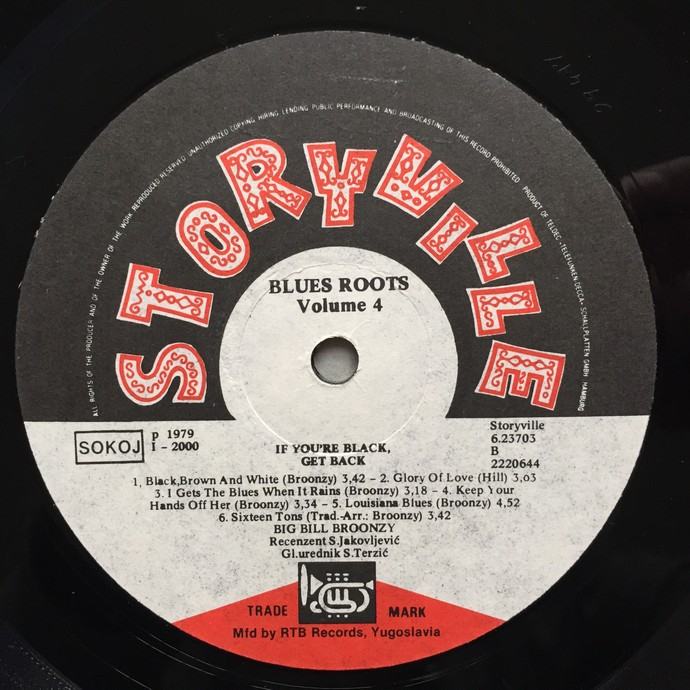 ALL RIGHTS OF THE PRODUCER AND OF THE OWNER OF THE WORK REPRODUCED RESERVED UNAUTHORIZED COPYING HIRING LENDING PUBLIC PERFORMANCE AND BROADCASTING OF THIS RECORD PROHIBITED PRODUCT OF TELDEC »TELEFUNKEN-DECCA« SCHALLPLATTEN GMBH HAMBURG
STORYVILLE
BLUES ROOTS
Volume 4
SOKOJ
p 1979
I - 2000
Storyville
6.23703
B
2220644
IF YOU'RE BLACK,
GET BACK
1, Black,Brown And White (Broonzy) 3,42 – 2. Glory Of Love (Hill) 3,o3
3. I Gets The Blues When It Rains (Broonzy) 3,18 – 4. Keep Your
Hands Off Her (Broonzy) 3,34 – 5. Louisiana Blues (Broonzy) 4,52
6. Sixteen Tons (Trad.-Arr.: Broonzy) 3,42
BIG BILL BROONZY
Recenzent S.Jakovljević
Gl.urednik S.Terzić
TRADE MARK
Mfd by RTB Records, Yugoslavia